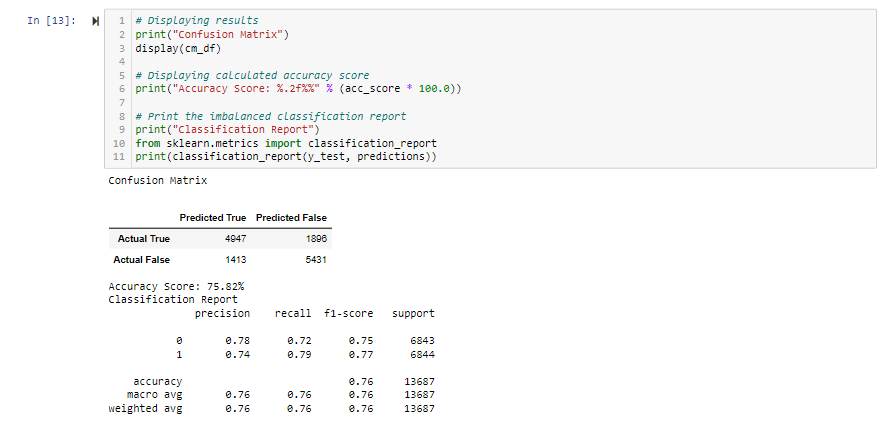 In [13]:
1 # Displaying results
2 print("Confusion Matrix")
3 display(cm_df)
4
5 # Displaying calculated accuracy score
6 print("Accuracy Score: %.2f%%" % (acc_score * 100.0))
7
8 # Print the imbalanced classification report
9 print("Classification Report")
10 from sklearn.metrics import classification_report
11 print(classification_report(y_test, predictions))
Confusion Matrix
Predicted True Predicted False
Actual True 4947 1896
Actual False 1413 5431
Accuracy Score: 75.82%
Classification Report
precision recall f1-score support
0 0.78 0.72 0.75 6843
1 0.74 0.79 0.77 6844
accuracy 0.76 13687
macro avg 0.76 0.76 0.76 13687
weighted avg 0.76 0.76 0.76 13687